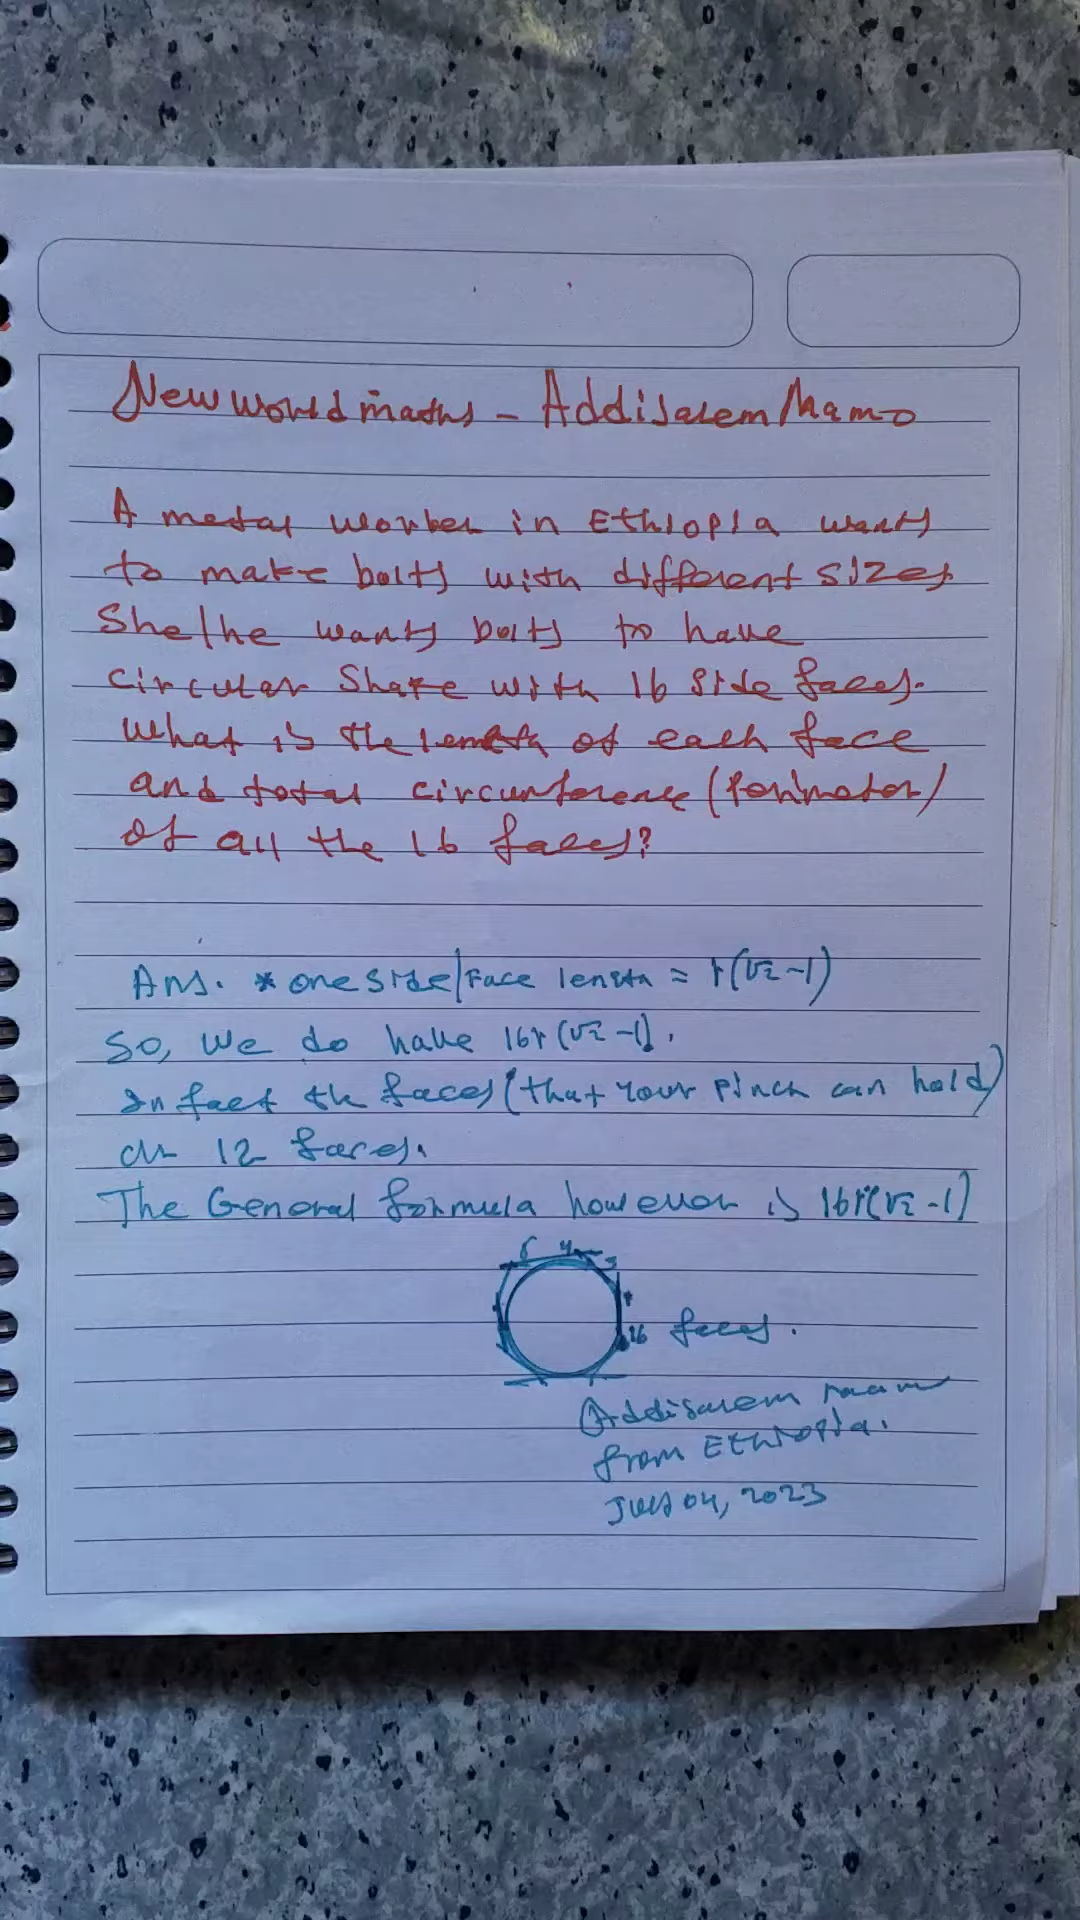 New world maths - Addisalem Mamo
A metal worker in Ethiopia wants
to make bolts with different sizes
She/he wants bolts to have
circular shape with 16 side faces.
What is the length of each face
and total circumference (Perimeter)
of all the 16 faces?
Ans. * one side/face length = r(√2-1)
So, we do have 16r(√2-1).
In fact the faces (that your pinch can hold)
are 12 faces.
The General formula however is 16r(√2-1)
16 faces.
Addisalem
from Ethiopia.
July 04, 2023